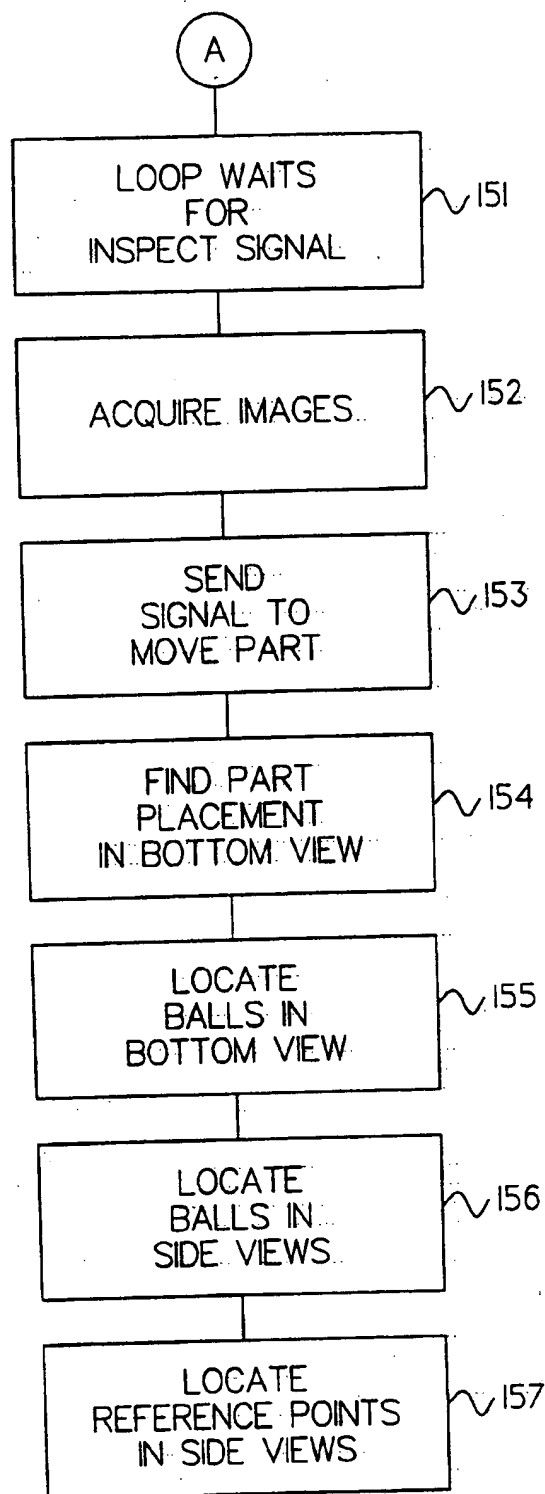 A
LOOP WAITS
FOR
INSPECT SIGNAL
151
ACQUIRE IMAGES
152
SEND
SIGNAL TO
MOVE PART
153
FIND PART
PLACEMENT
IN BOTTOM VIEW
154
LOCATE
BALLS IN
BOTTOM VIEW
155
LOCATE
BALLS IN
SIDE VIEWS
156
LOCATE
REFERENCE POINTS
IN SIDE VIEWS
157